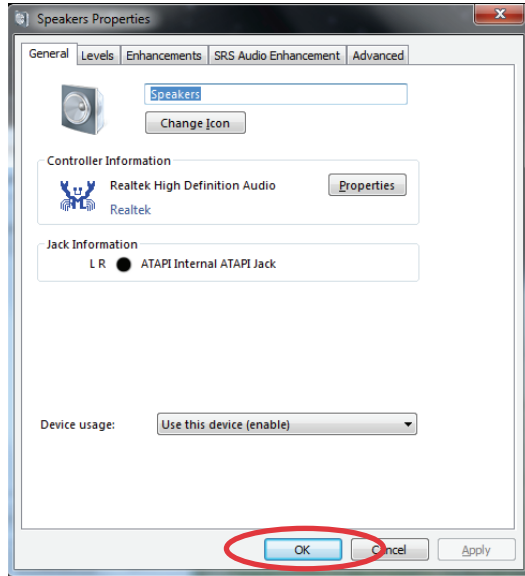 Speakers Properties
General Levels Enhancements SRS Audio Enhancement Advanced
Speakers
Change Icon
Controller Information
Realtek High Definition Audio Properties
Realtek
Jack Information
L R ATAPI Internal ATAPI Jack
Device usage: Use this device (enable)
OK Cancel Apply